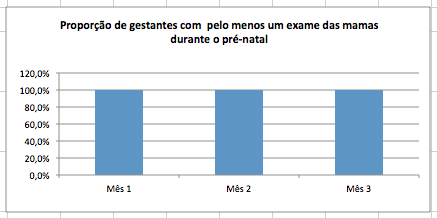 Proporção de gestantes com  pelo menos um exame das mamas
durante o pré-natal
120,0%
100,0%
80,0%
60,0%
40,0%
20,0%
0,0%
Mês 1 Mês 2 Mês 3